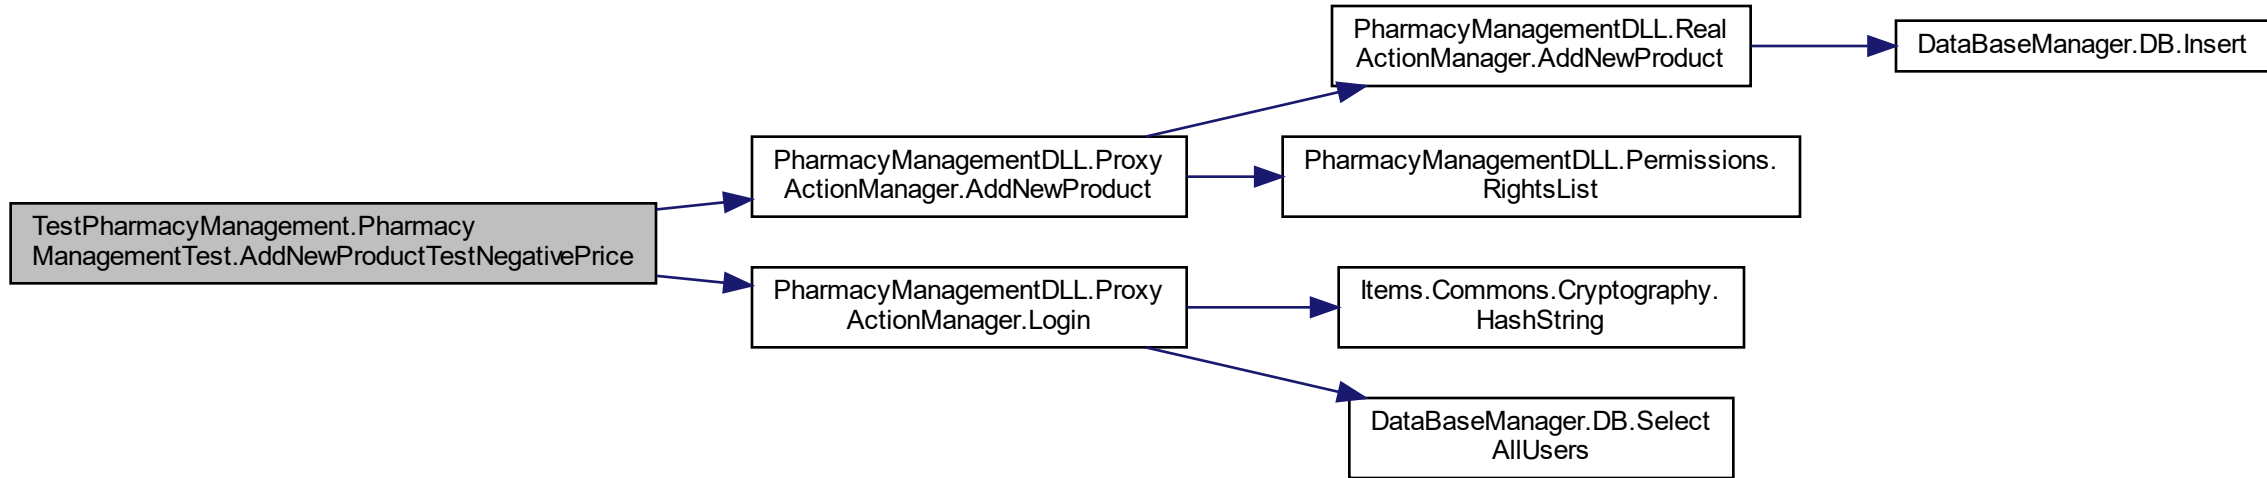 PharmacyManagementDLL.Real
ActionManager.AddNewProduct
DataBaseManager.DB.Insert
PharmacyManagementDLL.Proxy
ActionManager.AddNewProduct
PharmacyManagementDLL.Permissions.
RightsList
TestPharmacyManagement.Pharmacy
ManagementTest.AddNewProductTestNegativePrice
PharmacyManagementDLL.Proxy
ActionManager.Login
Items.Commons.Cryptography.
HashString
DataBaseManager.DB.Select
AllUsers